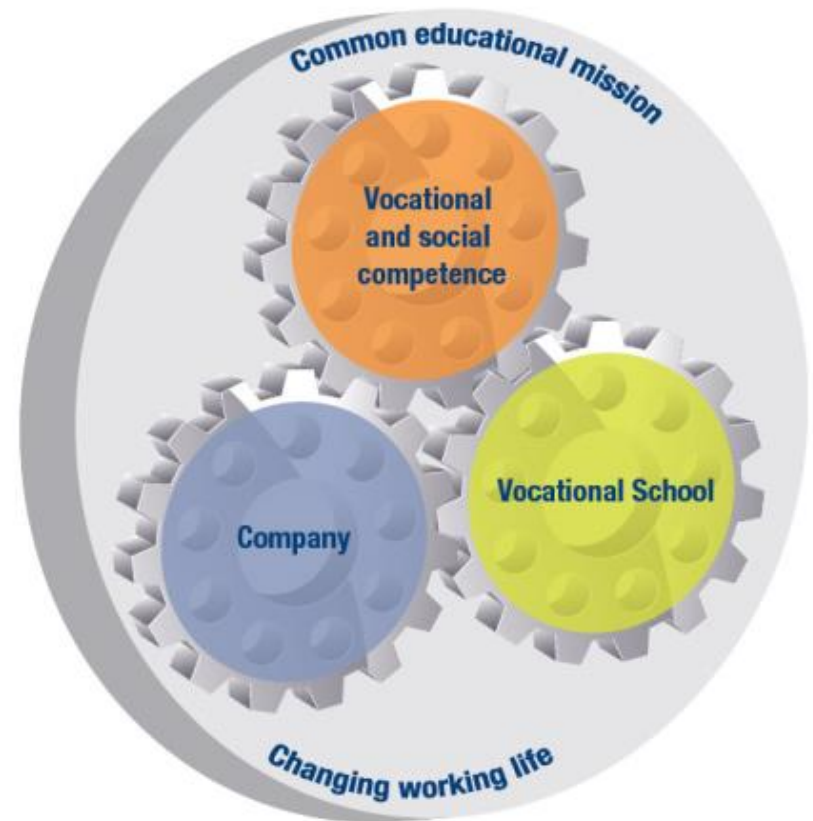 Common educational mission
Vocational
and social
competence
Vocational School
Company
Changing working life